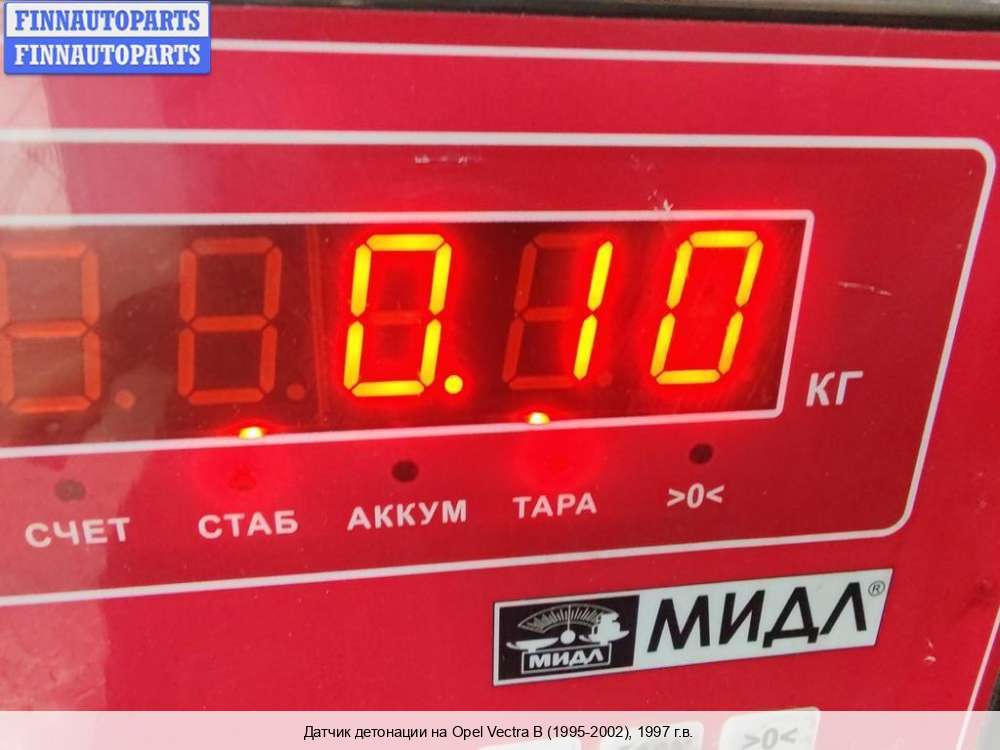 FINNAUTOPARTS
FINNAUTOPARTS
0.10
КГ
СЧЕТ СТАБ АККУМ ТАРА >0<
МИДЛ МИДЛ®
>0<
Датчик детонации на Opel Vectra B (1995-2002), 1997 г.в.